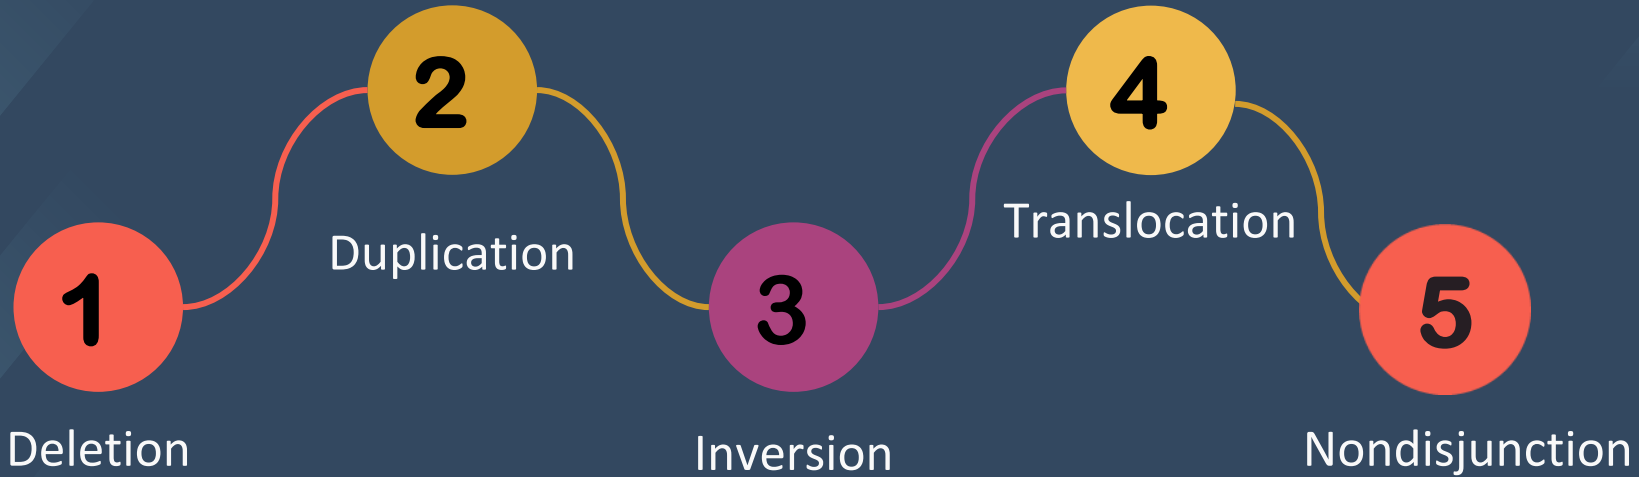 1
Deletion
2
Duplication
3
Inversion
4
Translocation
5
Nondisjunction